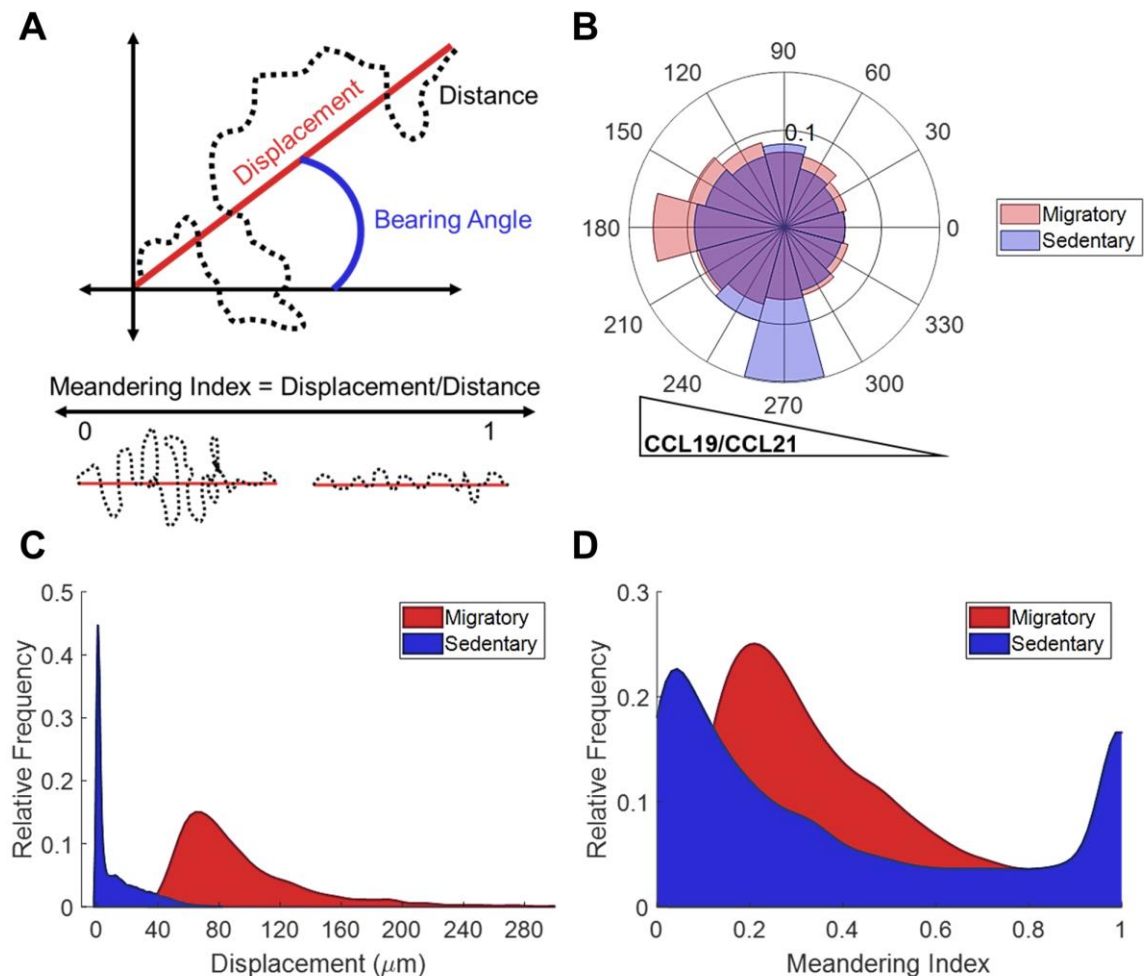 A
Displacement
Distance
Bearing Angle
Meandering Index = Displacement/Distance
0 1
B
90
120 60
150 30
0.1
180 0
210 330
240 300
270
Migratory
Sedentary
CCL19/CCL21
C
0.5
0.4
0.3
0.2
0.1
0
Relative Frequency
Migratory
Sedentary
0 40 80 120 160 200 240 280
Displacement (μm)
D
0.3
0.2
0.1
0
Relative Frequency
Migratory
Sedentary
0 0.2 0.4 0.6 0.8 1
Meandering Index